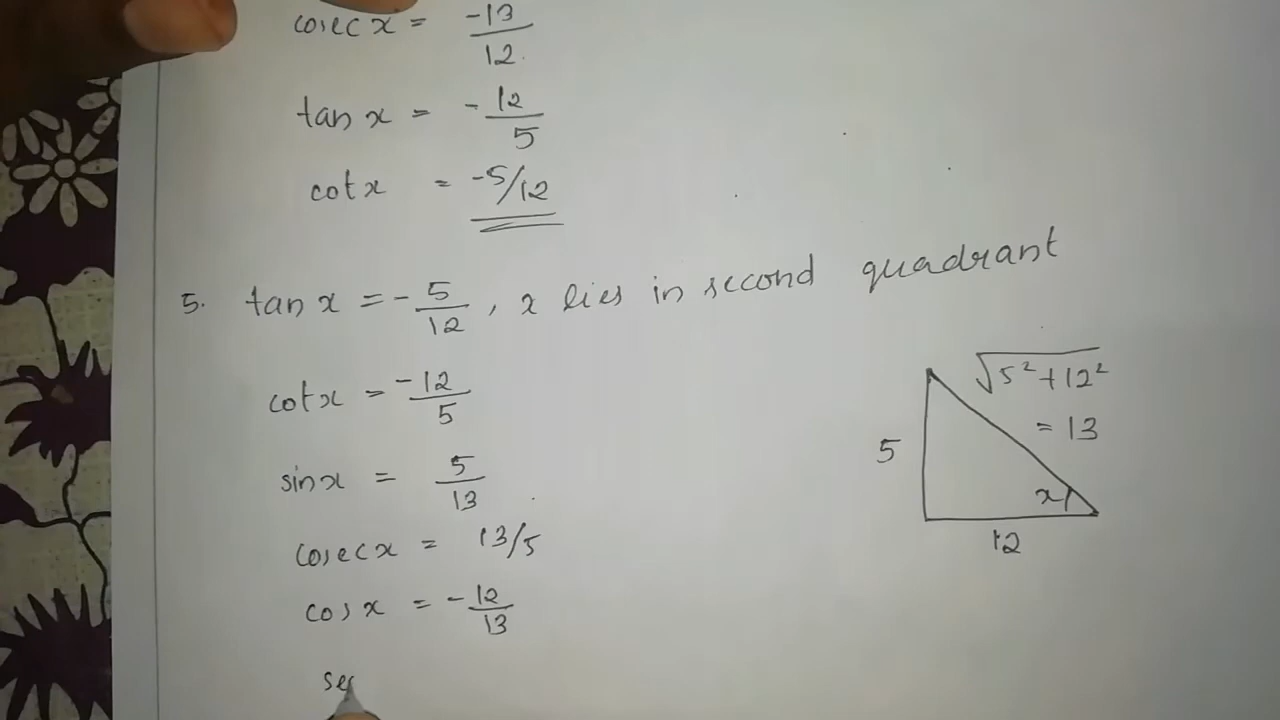 cosec x = -13/12
tan x = -12/5
cot x = -5/12
5. tan x = -5/12, x lies in second quadrant
cot x = -12/5
sin x = 5/13
cosec x = 13/5
cos x = -12/13
se
√5²+12²
= 13
5
x
12